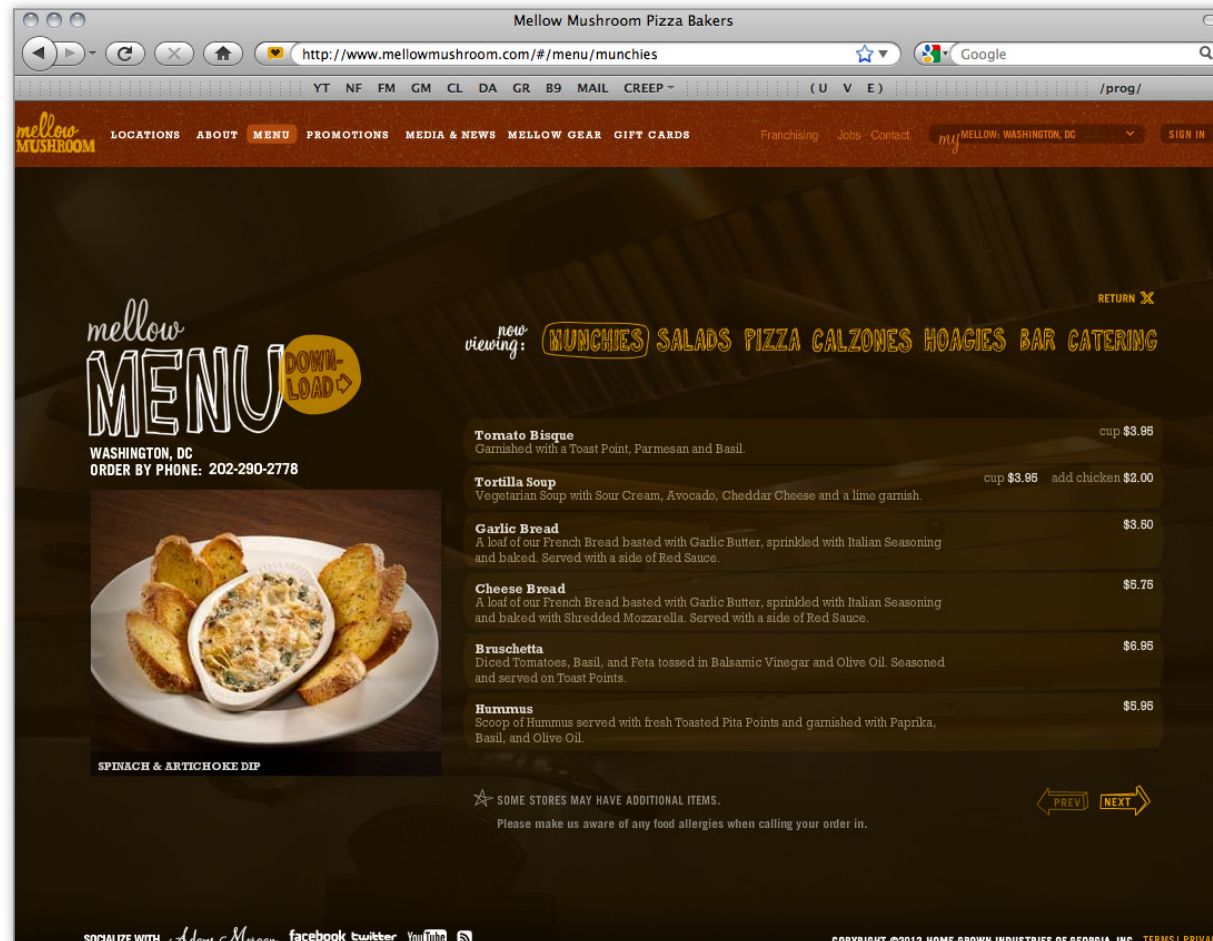 Mellow Mushroom Pizza Bakers
http://www.mellowmushroom.com/#/menu/munchies
Google
YT NF FM GM CL DA GR B9 MAIL CREEP (U V E) /prog/
mellow
MUSHROOM
LOCATIONS ABOUT MENU PROMOTIONS MEDIA & NEWS MELLOW GEAR GIFT CARDS Franchising Jobs Contact my MELLOW: WASHINGTON, DC SIGN IN
RETURN X
mellow
MENU
DOWN-
LOAD
now
viewing: MUNCHIES SALADS PIZZA CALZONES HOAGIES BAR CATERING
WASHINGTON, DC
ORDER BY PHONE: 202-290-2778
SPINACH & ARTICHOKE DIP
Tomato Bisque cup $3.95
Garnished with a Toast Point, Parmesan and Basil.
Tortilla Soup cup $3.95 add chicken $2.00
Vegetarian Soup with Sour Cream, Avocado, Cheddar Cheese and a lime garnish.
Garlic Bread $3.50
A loaf of our French Bread basted with Garlic Butter, sprinkled with Italian Seasoning
and baked. Served with a side of Red Sauce.
Cheese Bread $5.75
A loaf of our French Bread basted with Garlic Butter, sprinkled with Italian Seasoning
and baked with Shredded Mozzarella. Served with a side of Red Sauce.
Bruschetta $6.95
Diced Tomatoes, Basil, and Feta tossed in Balsamic Vinegar and Olive Oil. Seasoned
and served on Toast Points.
Hummus $5.95
Scoop of Hummus served with fresh Toasted Pita Points and garnished with Paprika,
Basil, and Olive Oil.
SOME STORES MAY HAVE ADDITIONAL ITEMS.
PREV NEXT
Please make us aware of any food allergies when calling your order in.
SOCIALIZE WITH Adams Morgan facebook twitter YouTube
COPYRIGHT ©2012 HOME GROWN INDUSTRIES OF GEORGIA, INC. TERMS | PRIVA